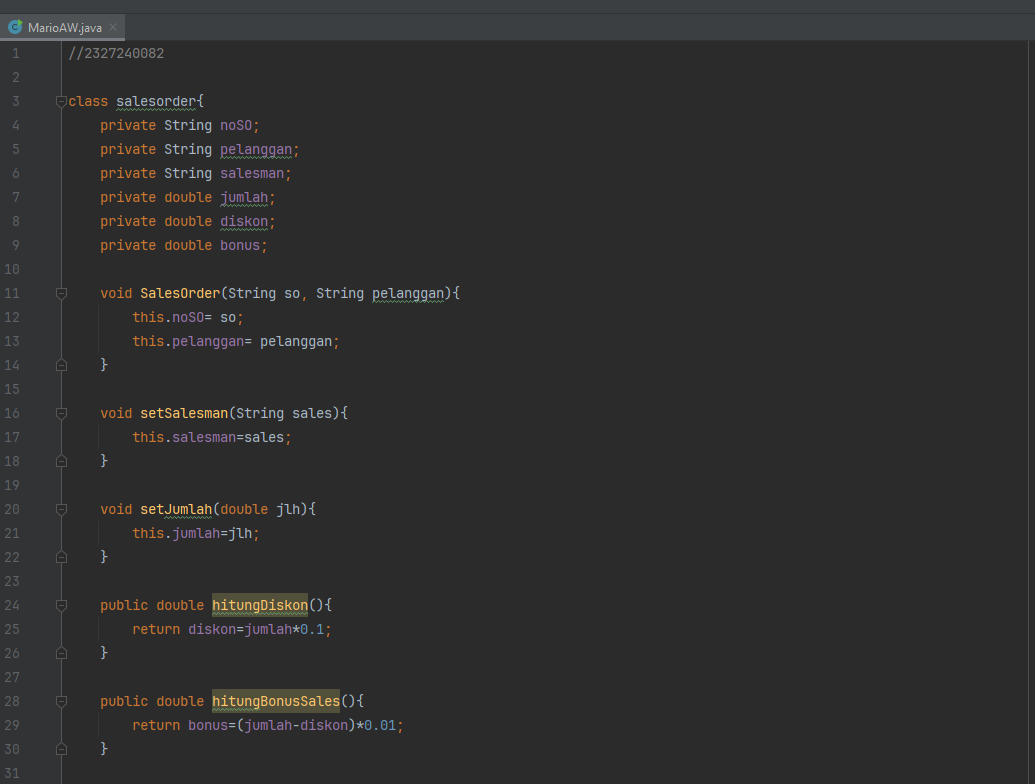 MarioAW.java
1 //2327240082
2
3 class salesorder{
4 private String noSO;
5 private String pelanggan;
6 private String salesman;
7 private double jumlah;
8 private double diskon;
9 private double bonus;
10
11 void SalesOrder(String so, String pelanggan){
12 this.noSO= so;
13 this.pelanggan= pelanggan;
14 }
15
16 void setSalesman(String sales){
17 this.salesman=sales;
18 }
19
20 void setJumlah(double jlh){
21 this.jumlah=jlh;
22 }
23
24 public double hitungDiskon(){
25 return diskon=jumlah*0.1;
26 }
27
28 public double hitungBonusSales(){
29 return bonus=(jumlah-diskon)*0.01;
30 }
31